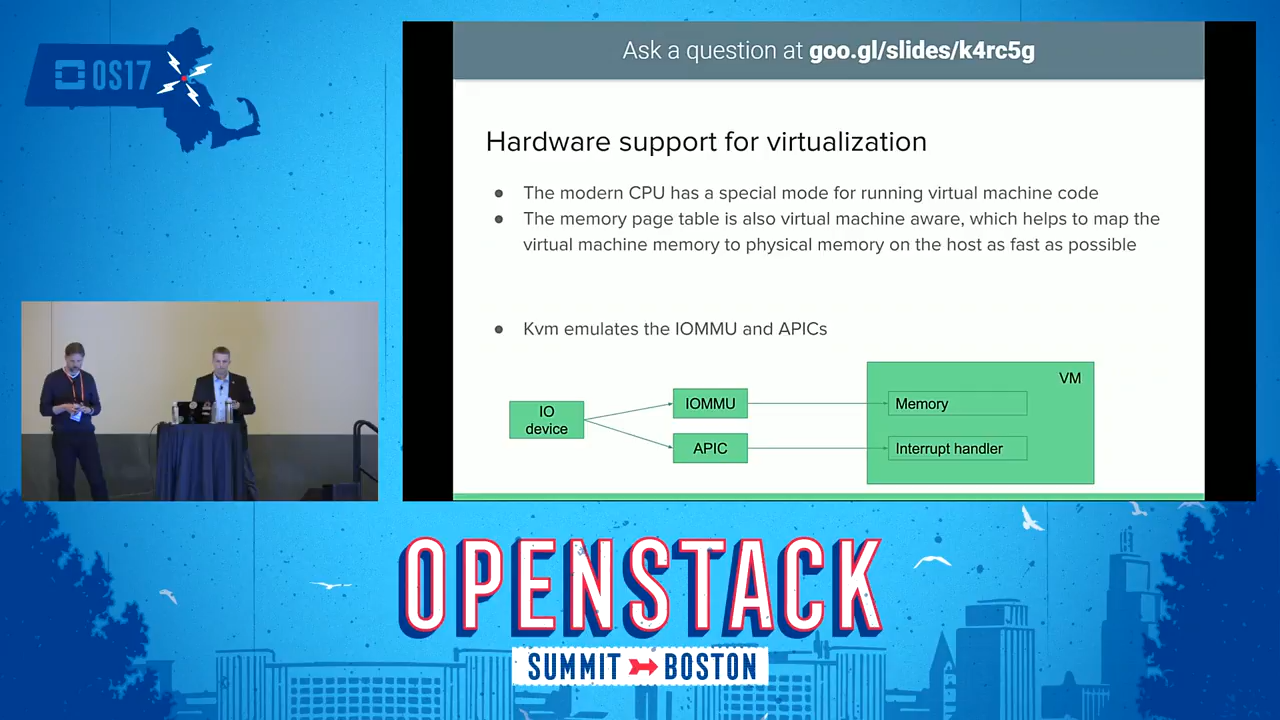 OS17
Ask a question at goo.gl/slides/k4rc5g
Hardware support for virtualization
● The modern CPU has a special mode for running virtual machine code
● The memory page table is also virtual machine aware, which helps to map the
virtual machine memory to physical memory on the host as fast as possible
● Kvm emulates the IOMMU and APICs
IO
device
IOMMU
APIC
VM
Memory
Interrupt handler
OPENSTACK
SUMMIT BOSTON